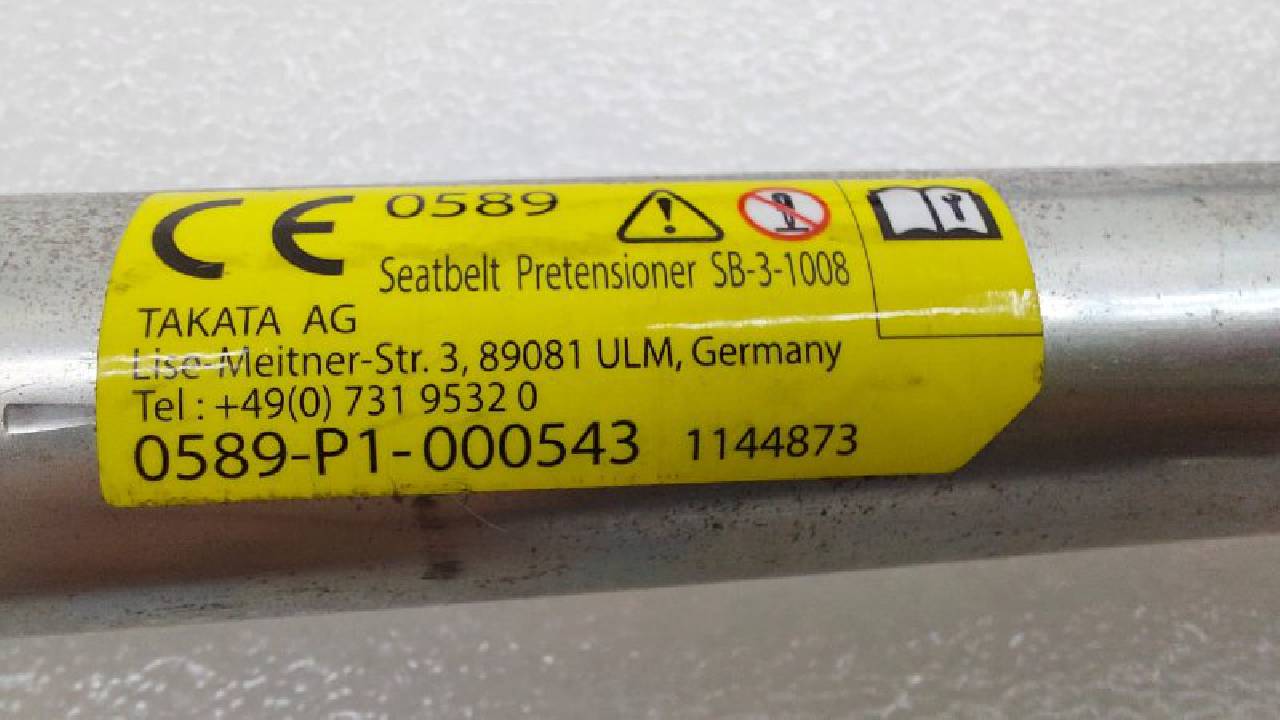 CE 0589
Seatbelt Pretensioner SB-3-1008
TAKATA AG
Lise-Meitner-Str. 3, 89081 ULM, Germany
Tel : +49(0) 731 9532 0
0589-P1-000543 1144873